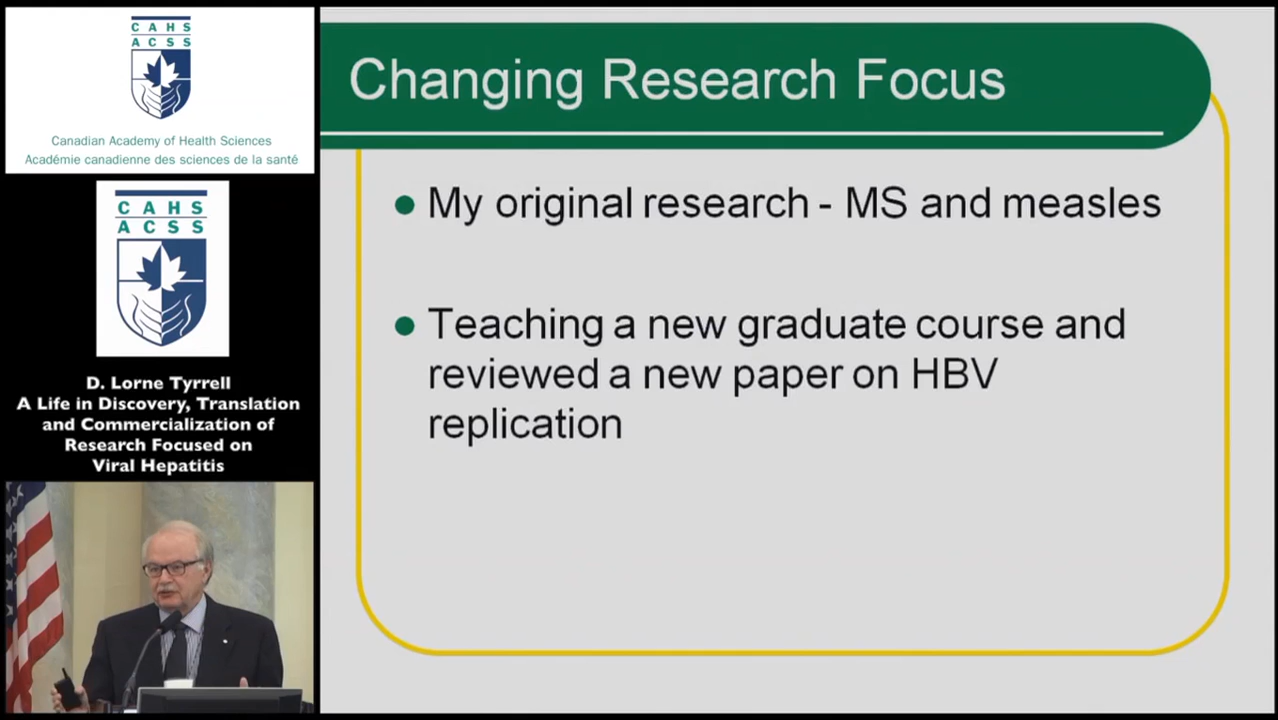 CAHS
ACSS
Canadian Academy of Health Sciences
Académie canadienne des sciences de la santé
CAHS
ACSS
D. Lorne Tyrrell
A Life in Discovery, Translation
and Commercialization of
Research Focused on
Viral Hepatitis
Changing Research Focus
My original research - MS and measles
Teaching a new graduate course and
reviewed a new paper on HBV
replication